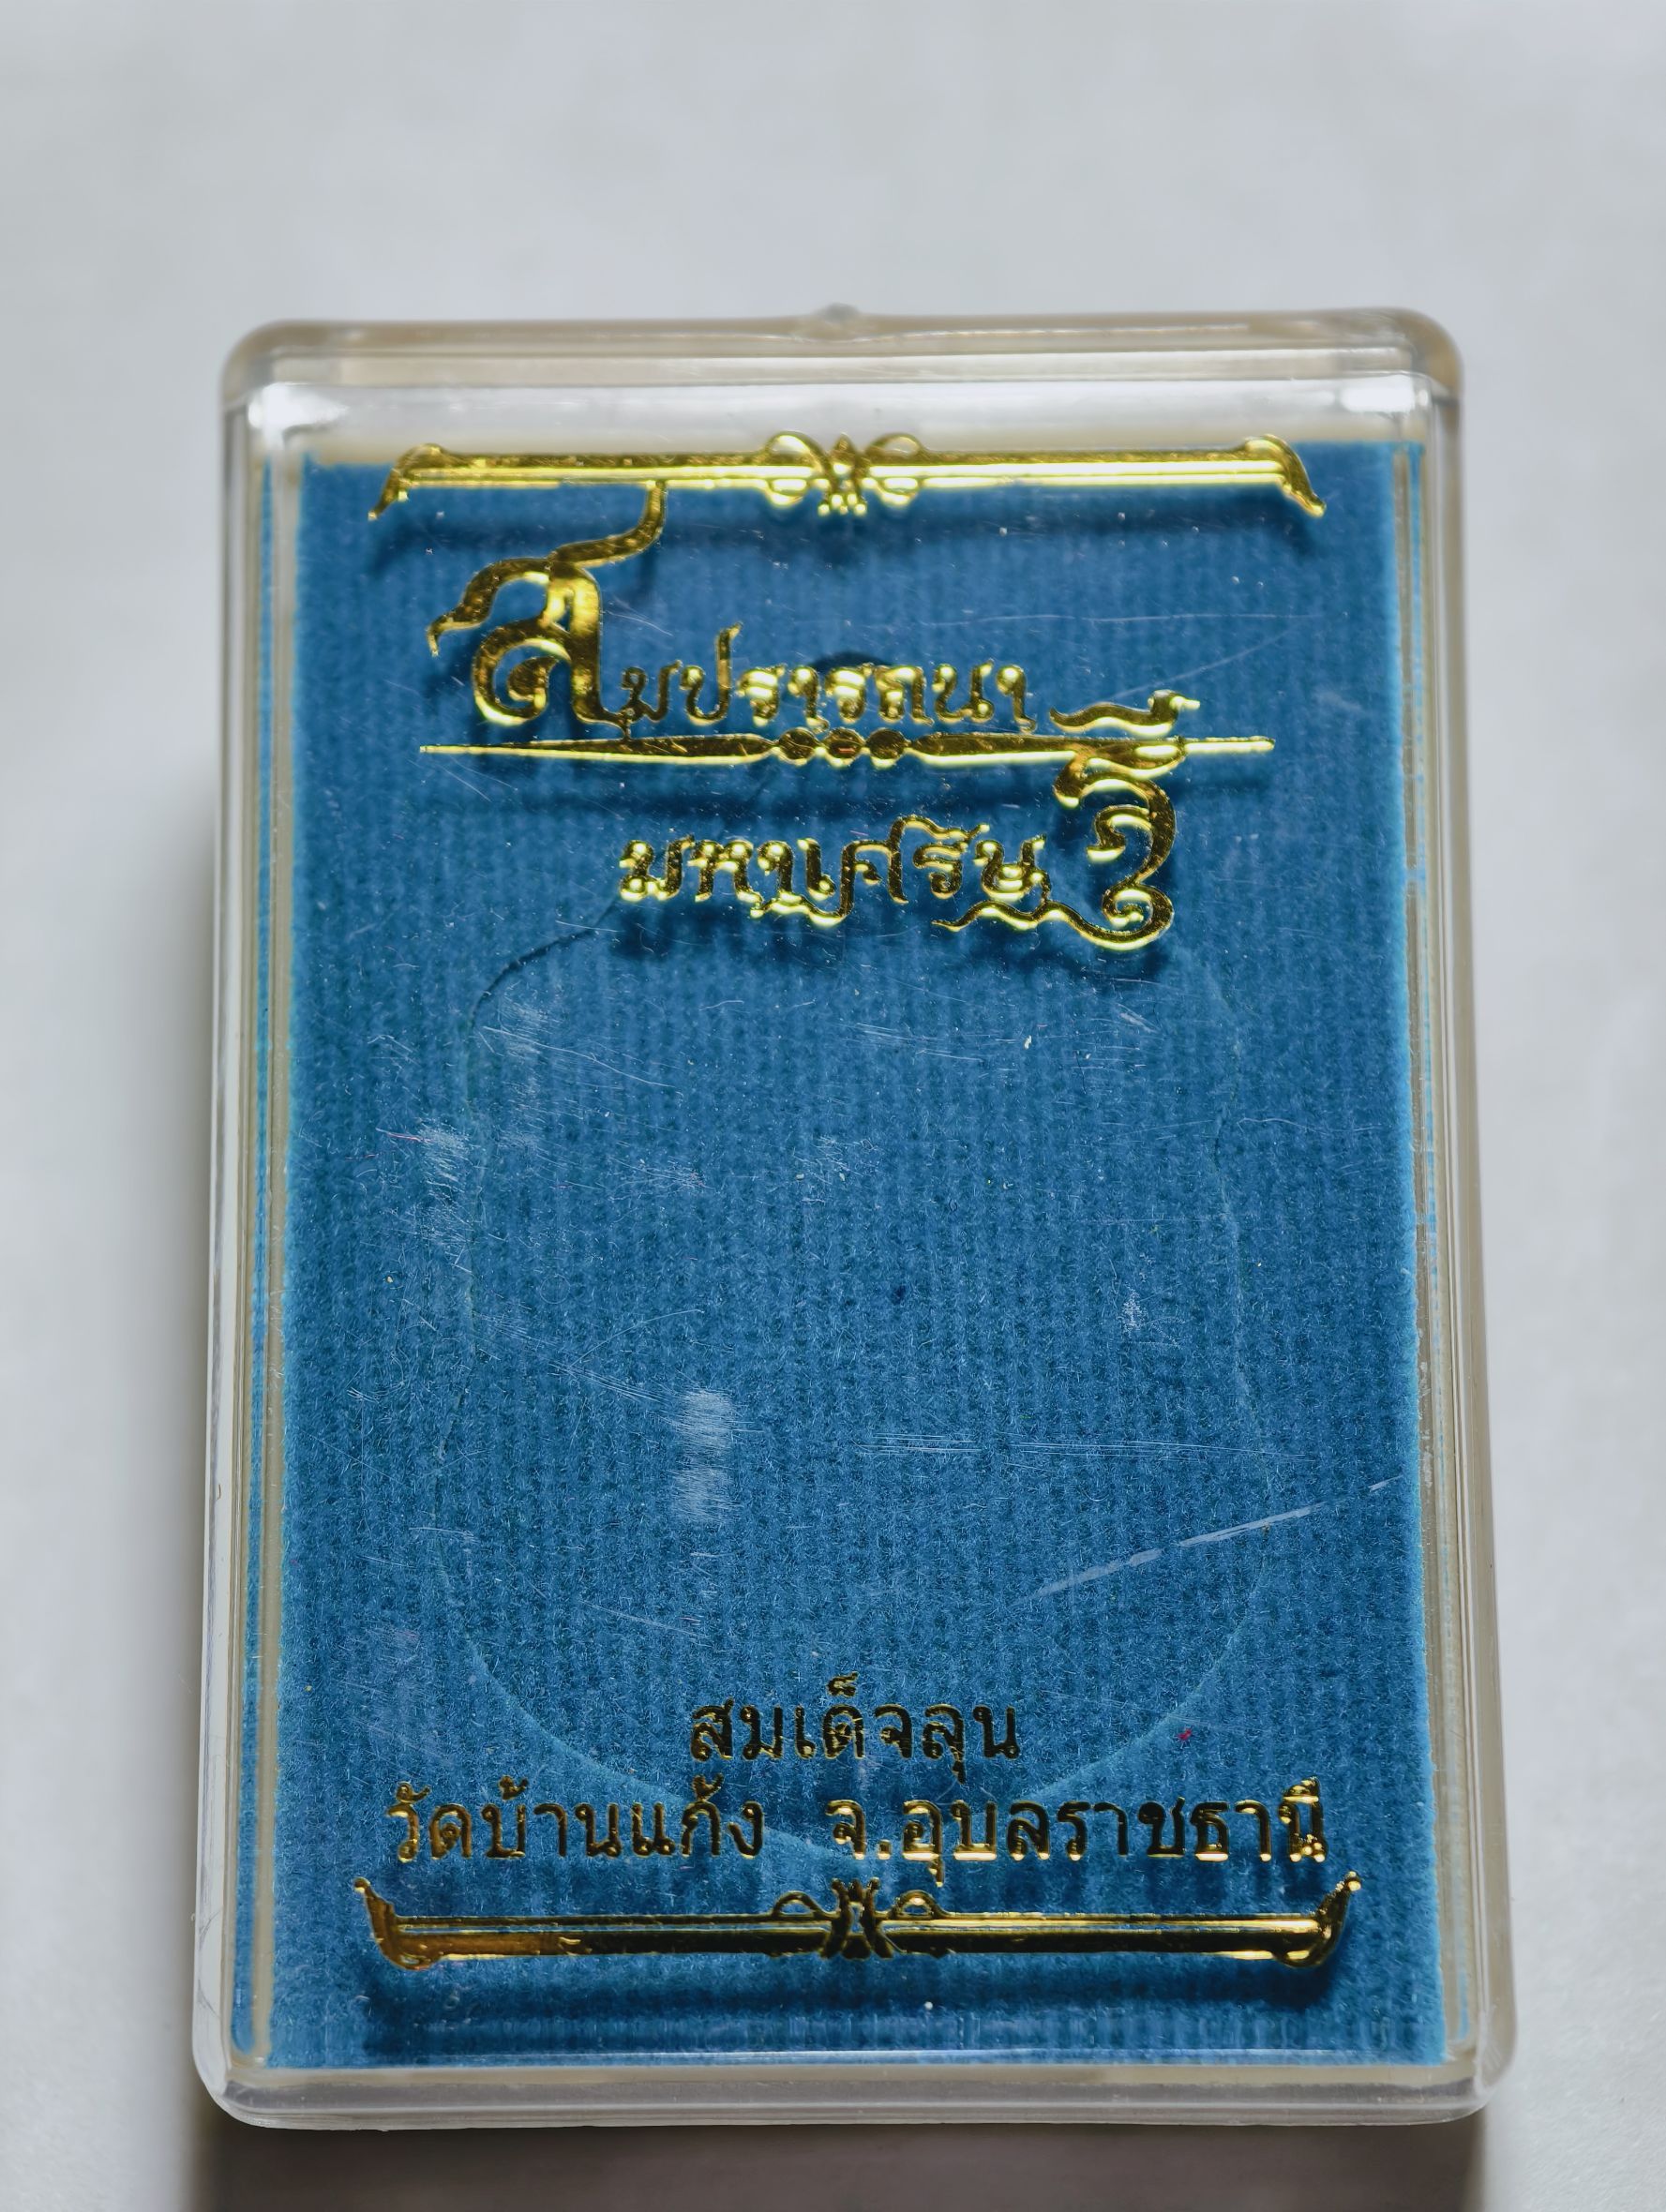 สมปรารถนา
มหาเศรษฐี
สมเด็จลุน
วัดบ้านแก้ง จ.อุบลราชธานี